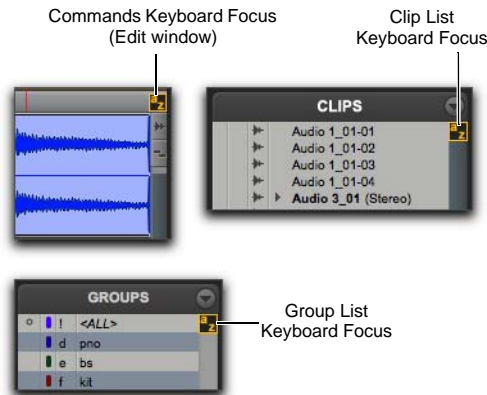 Commands Keyboard Focus
(Edit window)
Clip List
Keyboard Focus
a z
CLIPS
a z
Audio 1_01-01
Audio 1_01-02
Audio 1_01-03
Audio 1_01-04
Audio 3_01 (Stereo)
GROUPS
! <ALL>
a z
d pno
e bs
f kit
Group List
Keyboard Focus